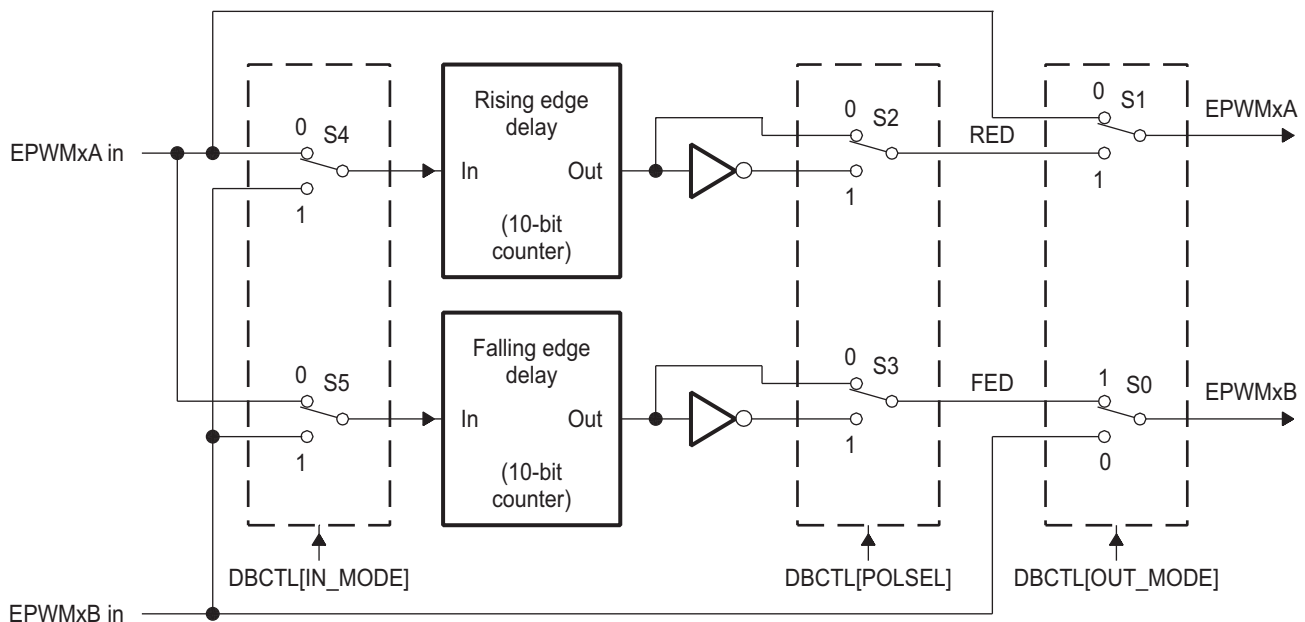 0
S4
1
EPWMxA in
Rising edge
delay
In
Out
(10-bit
counter)
0
S2
1
RED
0
S1
1
EPWMxA
0
S5
1
Falling edge
delay
In
Out
(10-bit
counter)
0
S3
1
FED
1
S0
0
EPWMxB
DBCTL[IN_MODE]
DBCTL[POLSEL]
DBCTL[OUT_MODE]
EPWMxB in